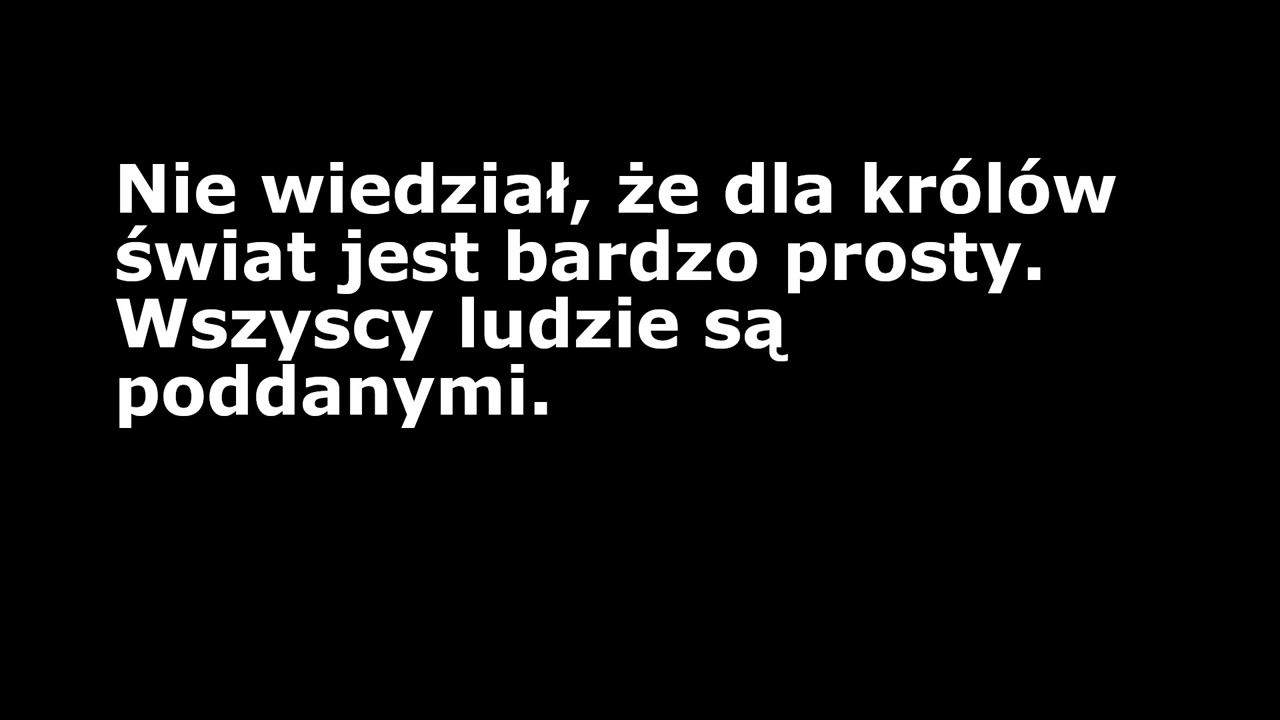 Nie wiedział, że dla królów
świat jest bardzo prosty.
Wszyscy ludzie są
poddanymi.